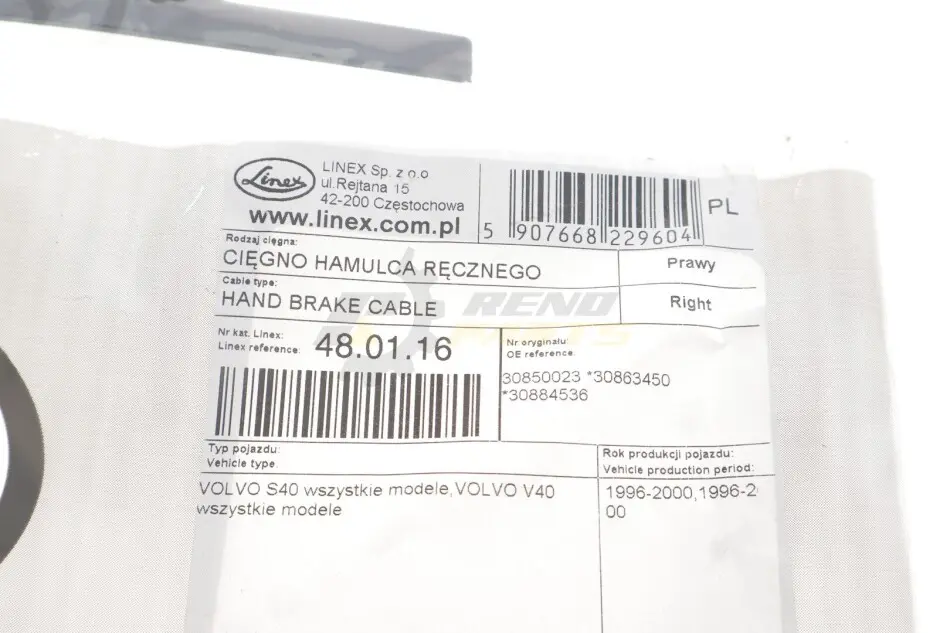 Linex
LINEX Sp. z o.o
ul.Rejtana 15
42-200 Częstochowa
www.linex.com.pl
5 907668 229604
PL
Rodzaj cięgna:
CIĘGNO HAMULCA RĘCZNEGO
Prawy
Cable type:
HAND BRAKE CABLE
Right
RENO
PARTS
Nr kat. Linex:
Linex reference:
48.01.16
Nr oryginału:
OE reference:
30850023 *30863450
*30884536
Typ pojazdu:
Vehicle type:
Rok produkcji pojazdu:
Vehicle production period:
VOLVO S40 wszystkie modele,VOLVO V40
wszystkie modele
1996-2000,1996-2
00